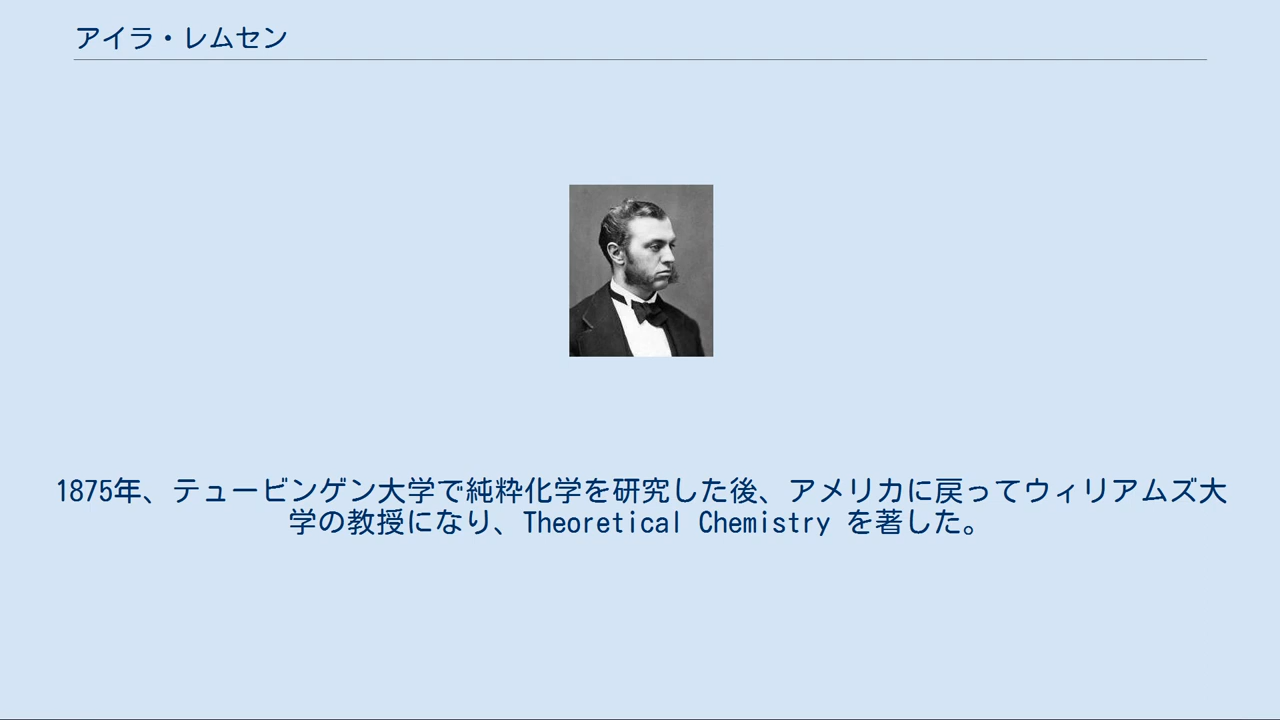 アイラ・レムセン
1875年、テュービンゲン大学で純粋化学を研究した後、アメリカに戻ってウィリアムズ大
学の教授になり、Theoretical Chemistry を著した。